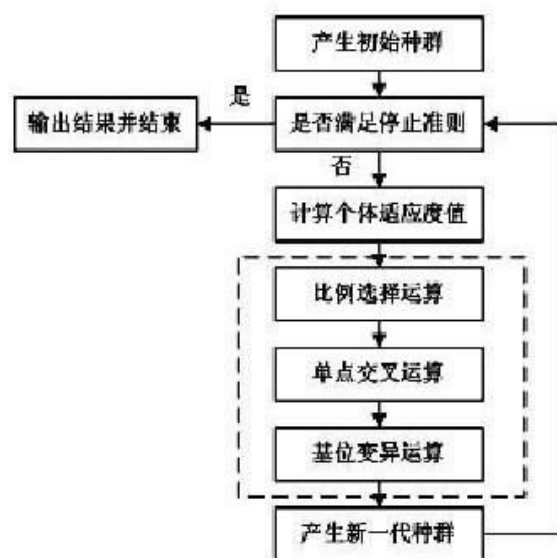 产生初始种群
是
输出结果并结束
是否满足停止准则
否
计算个体适应度值
比例选择运算
单点交叉运算
基位变异运算
产生新一代种群